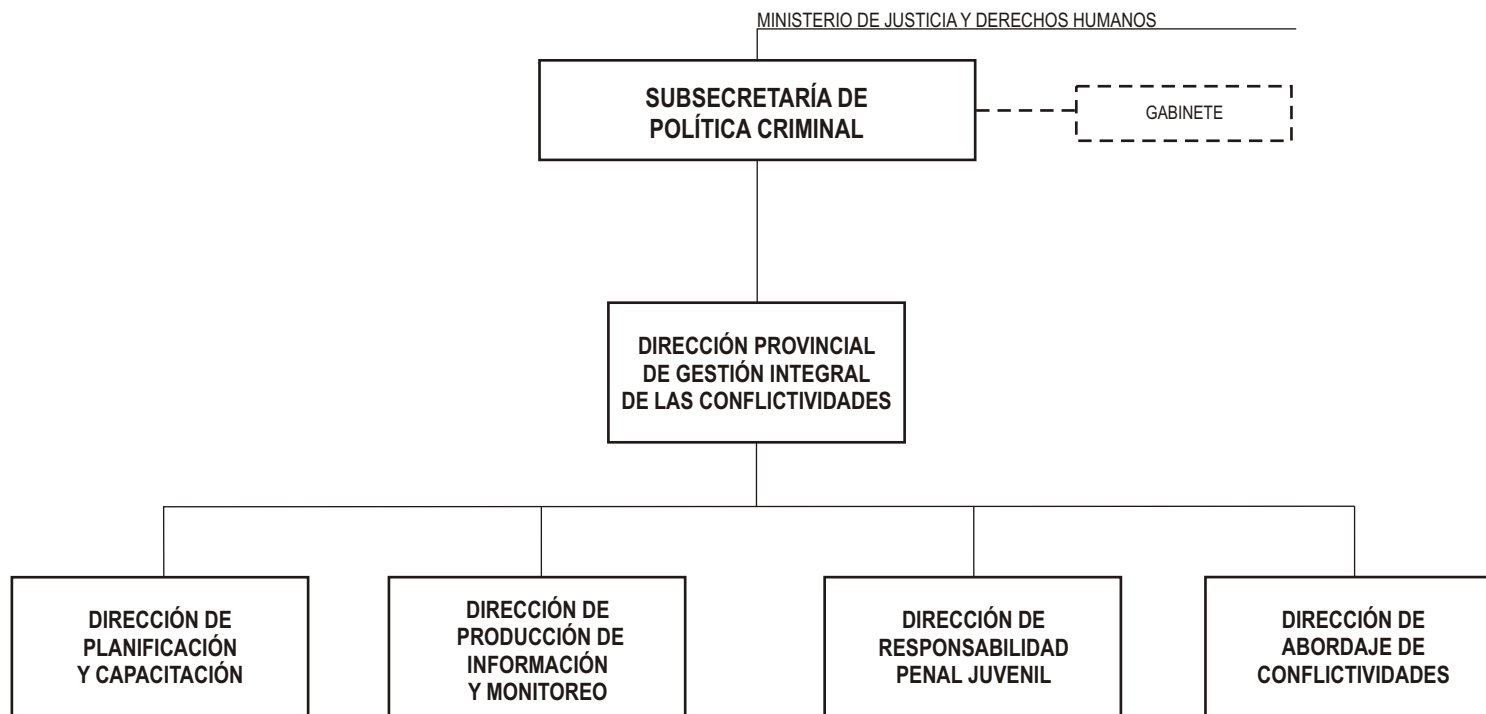 MINISTERIO DE JUSTICIA Y DERECHOS HUMANOS
SUBSECRETARÍA DE
POLÍTICA CRIMINAL
GABINETE
DIRECCIÓN PROVINCIAL
DE GESTIÓN INTEGRAL
DE LAS CONFLICTIVIDADES
DIRECCIÓN DE
PLANIFICACIÓN
Y CAPACITACIÓN
DIRECCIÓN DE
PRODUCCIÓN DE
INFORMACIÓN
Y MONITOREO
DIRECCIÓN DE
RESPONSABILIDAD
PENAL JUVENIL
DIRECCIÓN DE
ABORDAJE DE
CONFLICTIVIDADES